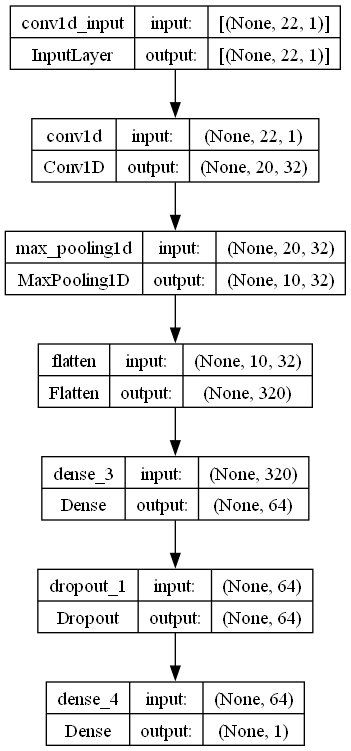 conv1d_input input: [(None, 22, 1)]
InputLayer output: [(None, 22, 1)]
conv1d input: (None, 22, 1)
Conv1D output: (None, 20, 32)
max_pooling1d input: (None, 20, 32)
MaxPooling1D output: (None, 10, 32)
flatten input: (None, 10, 32)
Flatten output: (None, 320)
dense_3 input: (None, 320)
Dense output: (None, 64)
dropout_1 input: (None, 64)
Dropout output: (None, 64)
dense_4 input: (None, 64)
Dense output: (None, 1)